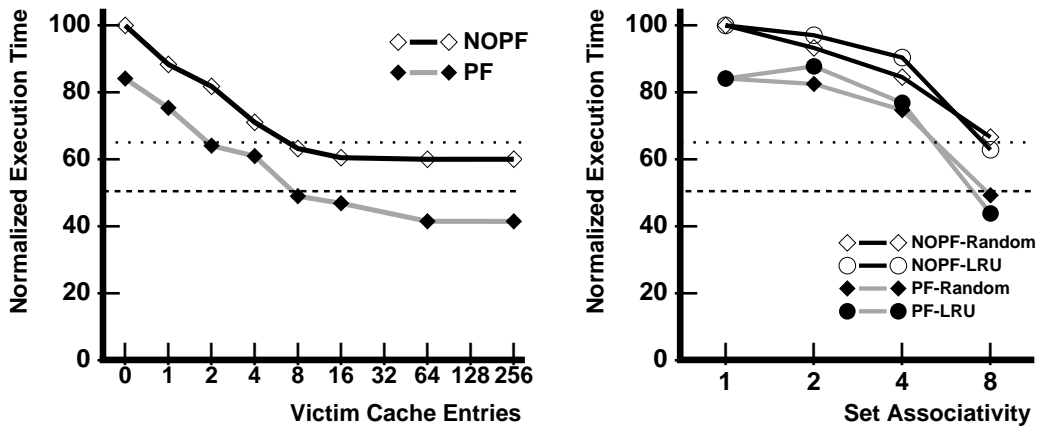 Normalized Execution Time
100
80
60
40
20
0
NOPF
PF
0 1 2 4 8 16 32 64 128 256
Victim Cache Entries
Normalized Execution Time
100
80
60
40
20
0
NOPF-Random
NOPF-LRU
PF-Random
PF-LRU
1 2 4 8
Set Associativity